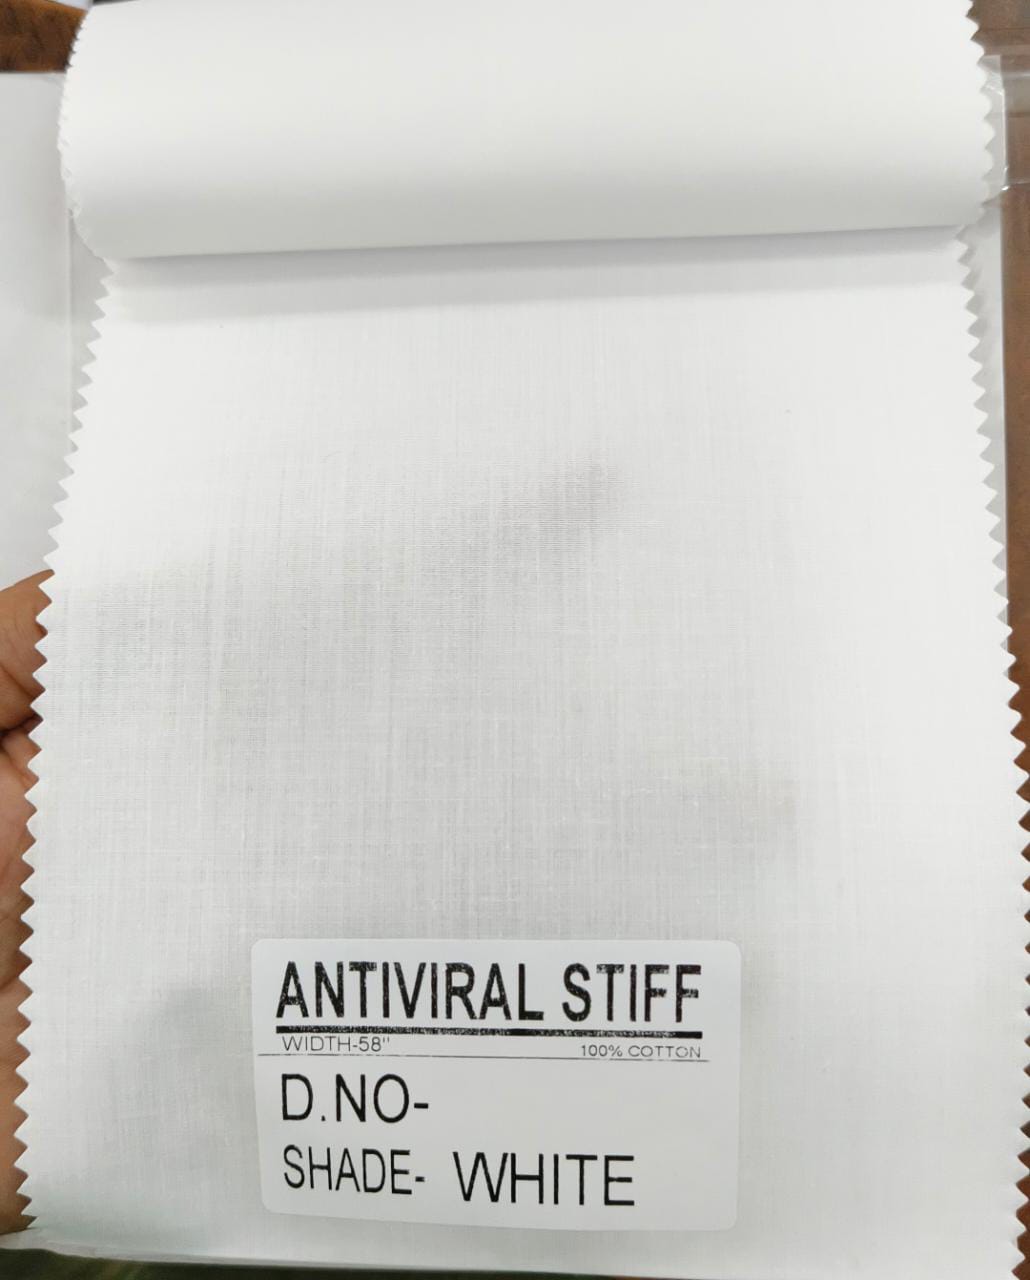 ANTIVIRAL STIFF
WIDTH-58" 100% COTTON
D.NO-
SHADE- WHITE